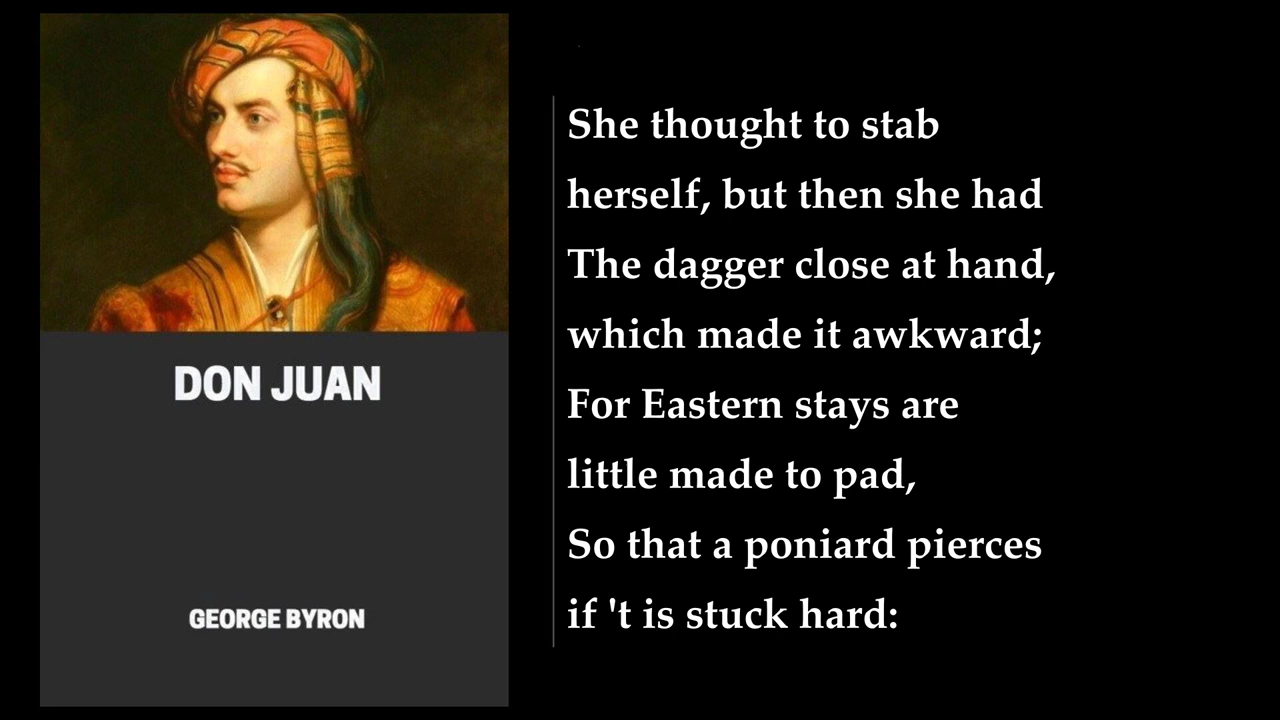 DON JUAN
GEORGE BYRON
She thought to stab
herself, but then she had
The dagger close at hand,
which made it awkward;
For Eastern stays are
little made to pad,
So that a poniard pierces
if 't is stuck hard: